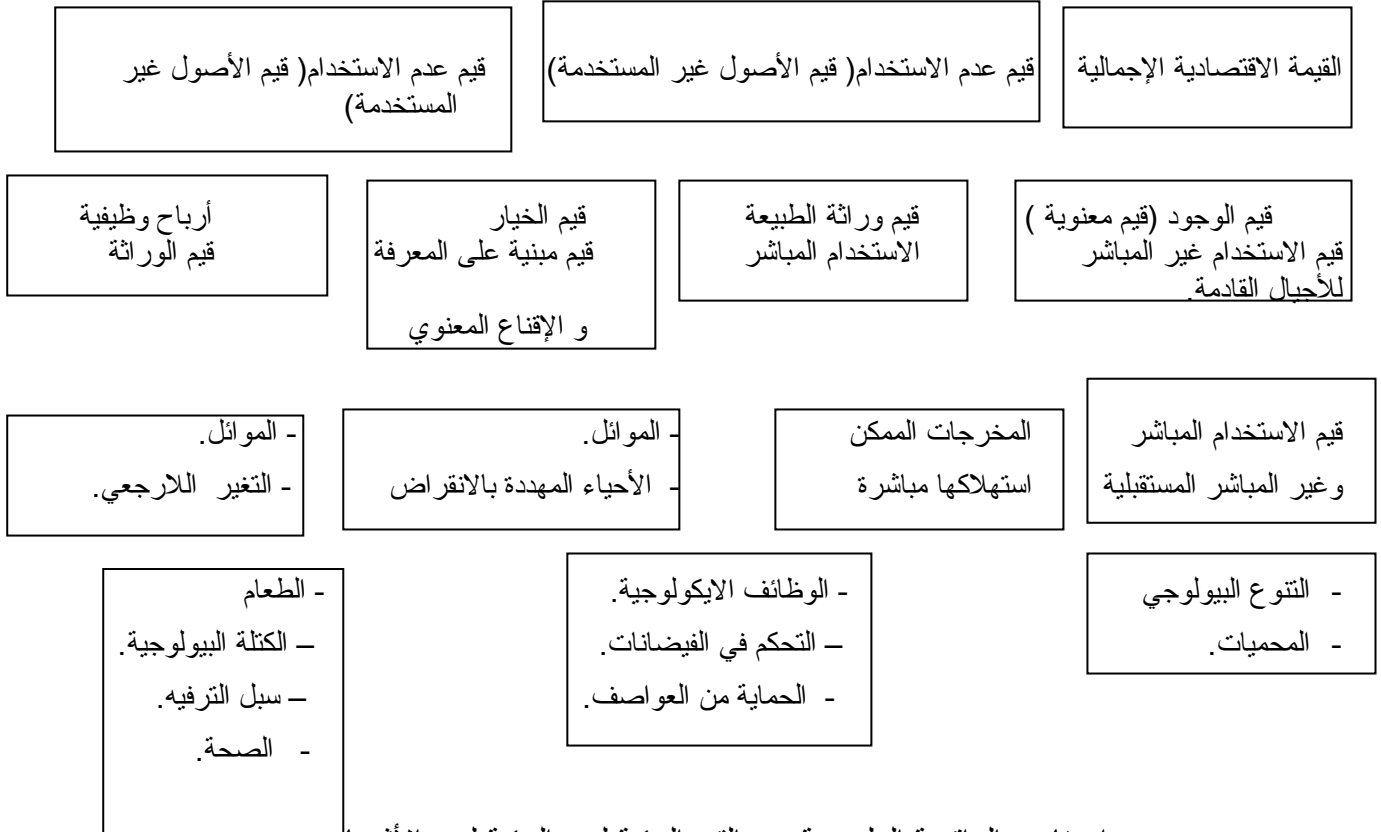 القيمة الاقتصادية الإجمالية
قيم عدم الاستخدام( قيم الأصول غير المستخدمة)
قيم عدم الاستخدام( قيم الأصول غير
المستخدمة)
قيم الوجود (قيم معنوية )
قيم الاستخدام غير المباشر
للأجيال القادمة.
قيم وراثة الطبيعة
الاستخدام المباشر
قيم الخيار
قيم مبنية على المعرفة
و الإقناع المعنوي
أرباح وظيفية
قيم الوراثة
قيم الاستخدام المباشر
وغير المباشر المستقبلية
المخرجات الممكن
استهلاكها مباشرة
- الموائل.
- الأحياء المهددة بالانقراض
- الموائل.
- التغير اللارجعي.
- التنوع البيولوجي
- المحميات.
- الوظائف الايكولوجية.
– التحكم في الفيضانات.
- الحماية من العواصف.
- الطعام
– الكتلة البيولوجية.
– سبل الترفيه.
- الصحة.